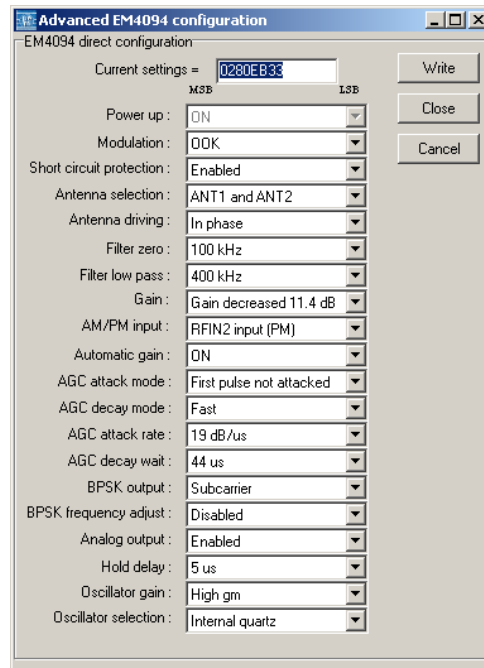 Advanced EM4094 configuration
EM4094 direct configuration
Current settings = 0280EB33
MSB LSB
Power up : ON
Modulation : OOK
Short circuit protection : Enabled
Antenna selection : ANT1 and ANT2
Antenna driving : In phase
Filter zero : 100 kHz
Filter low pass : 400 kHz
Gain : Gain decreased 11.4 dB
AM/PM input : RFIN2 input (PM)
Automatic gain : ON
AGC attack mode : First pulse not attacked
AGC decay mode : Fast
AGC attack rate : 19 dB/us
AGC decay wait : 44 us
BPSK output : Subcarrier
BPSK frequency adjust : Disabled
Analog output : Enabled
Hold delay : 5 us
Oscillator gain : High gm
Oscillator selection : Internal quartz
Write
Close
Cancel